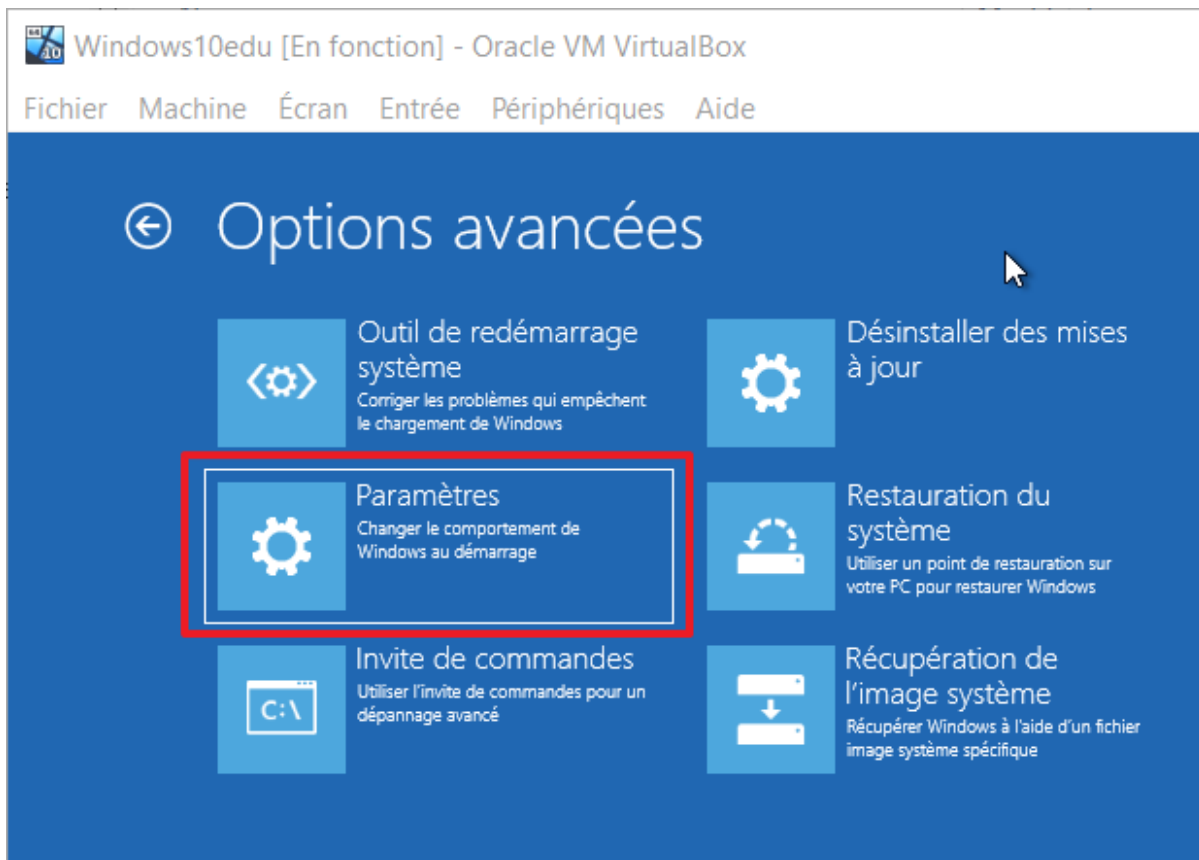 Windows10edu [En fonction] - Oracle VM VirtualBox
Fichier Machine Écran Entrée Périphériques Aide
Options avancées
Outil de redémarrage
système
Corriger les problèmes qui empêchent
le chargement de Windows
Désinstaller des mises
à jour
Paramètres
Changer le comportement de
Windows au démarrage
Restauration du
système
Utiliser un point de restauration sur
votre PC pour restaurer Windows
Invite de commandes
Utiliser l'invite de commandes pour un
dépannage avancé
C:\
Récupération de
l'image système
Récupérer Windows à l'aide d'un fichier
image système spécifique